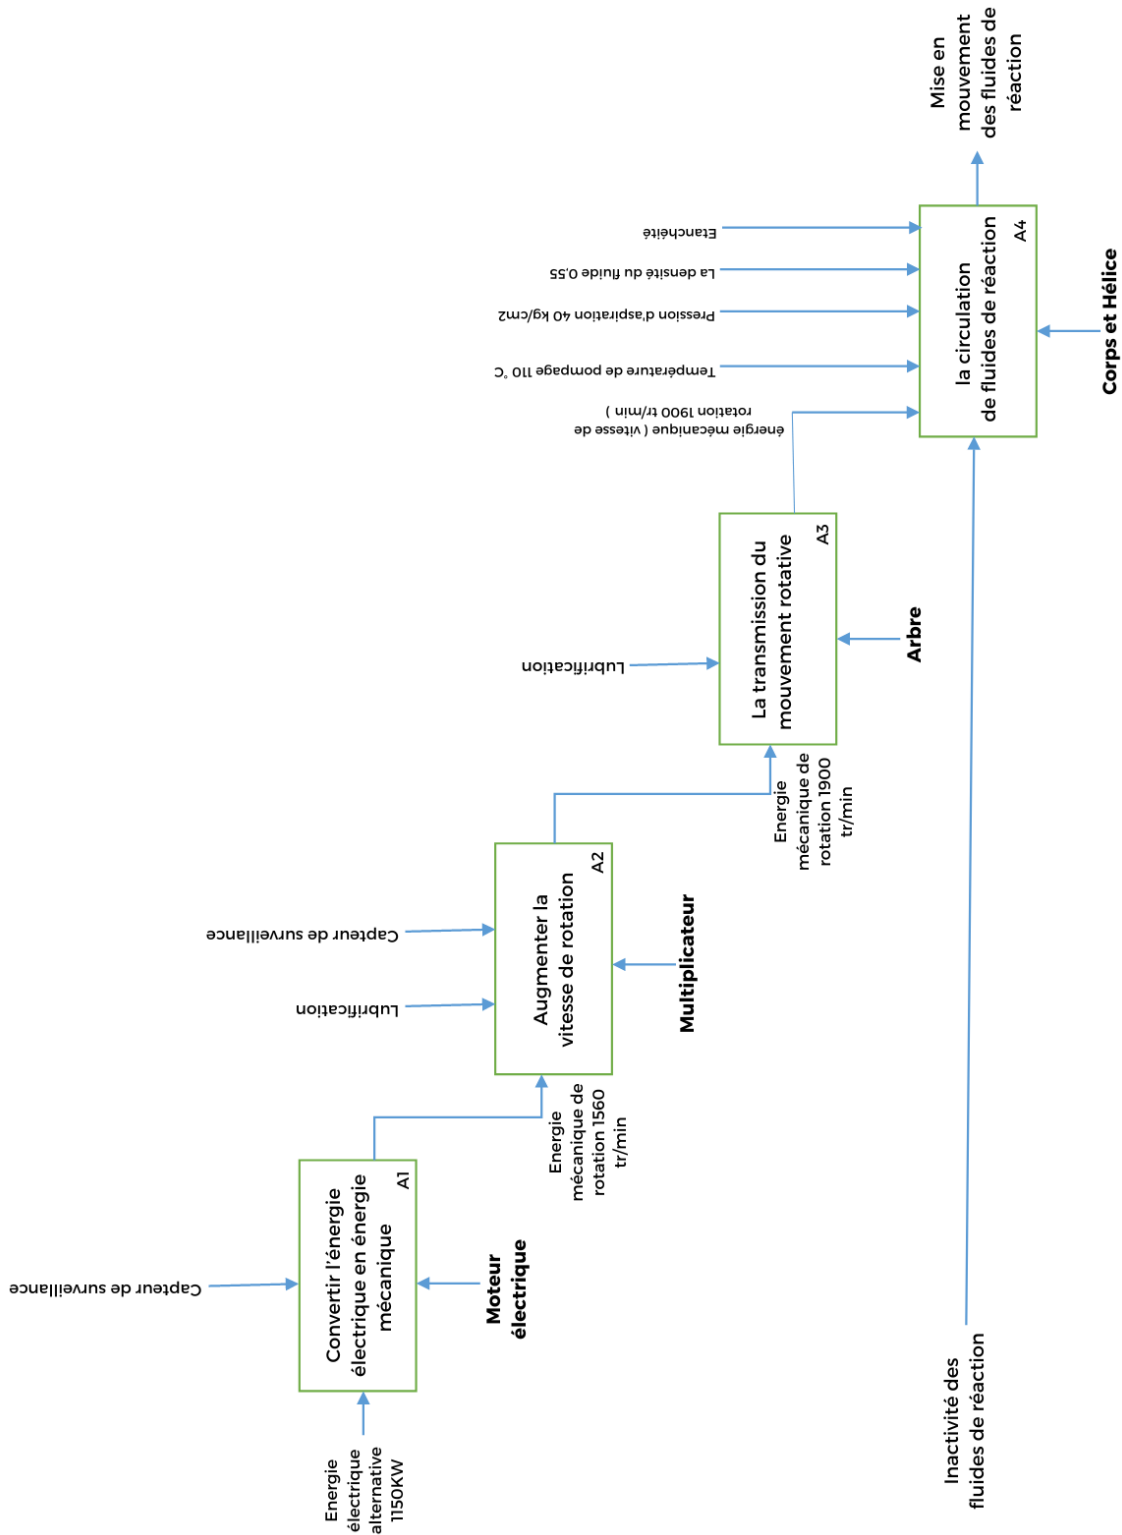 Capteur de surveillance
Energie
électrique
alternative
1150KW
Convertir l'énergie
électrique en énergie
mécanique
A1
Moteur
électrique
Energie
mécanique de
rotation 1560
tr/min
Lubrification
Capteur de surveillance
Augmenter la
vitesse de rotation
A2
Multiplicateur
Energie
mécanique de
rotation 1900
tr/min
Lubrification
La transmission du
mouvement rotative
A3
Arbre
énergie mécanique ( vitesse de
rotation 1900 tr/min )
Température de pompage 110 °C
Pression d'aspiration 40 kg/cm2
La densité du fluide 0,55
Etanchéité
la circulation
de fluides de réaction
A4
Corps et Hélice
Inactivité des
fluides de réaction
Mise en
mouvement
des fluides de
réaction